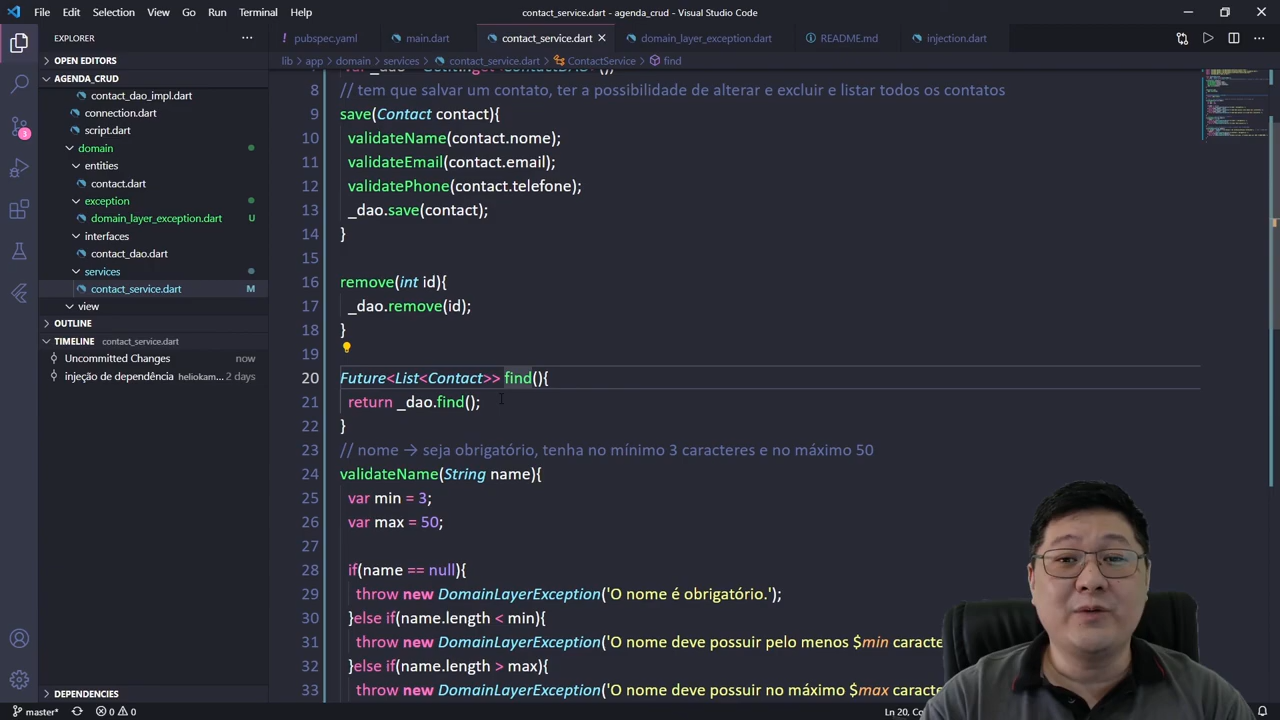 File Edit Selection View Go Run Terminal Help
contact_service.dart - agenda_crud - Visual Studio Code
EXPLORER
pubspec.yaml
main.dart
contact_service.dart
domain_layer_exception.dart
README.md
injection.dart
OPEN EDITORS
lib > app > domain > services > contact_service.dart > ContactService > find
AGENDA_CRUD
contact_dao_impl.dart
connection.dart
script.dart
domain
entities
contact.dart
exception
domain_layer_exception.dart U
interfaces
contact_dao.dart
services
contact_service.dart M
view
OUTLINE
TIMELINE contact_service.dart
Uncommitted Changes now
injeção de dependência heliokam... 2 days
DEPENDENCIES
3
8 // tem que salvar um contato, ter a possibilidade de alterar e excluir e listar todos os contatos
9 save(Contact contact){
10 validateName(contact.nome);
11 validateEmail(contact.email);
12 validatePhone(contact.telefone);
13 _dao.save(contact);
14 }
15
16 remove(int id){
17 _dao.remove(id);
18 }
19
20 Future<List<Contact>> find(){
21 return _dao.find();
22 }
23 // nome → seja obrigatório, tenha no mínimo 3 caracteres e no máximo 50
24 validateName(String name){
25 var min = 3;
26 var max = 50;
27
28 if(name == null){
29 throw new DomainLayerException('O nome é obrigatório.');
30 }else if(name.length < min){
31 throw new DomainLayerException('O nome deve possuir pelo menos $min caracte
32 }else if(name.length > max){
33 throw new DomainLayerException('O nome deve possuir no máximo $max caracte
master* 0 0
Ln 20,